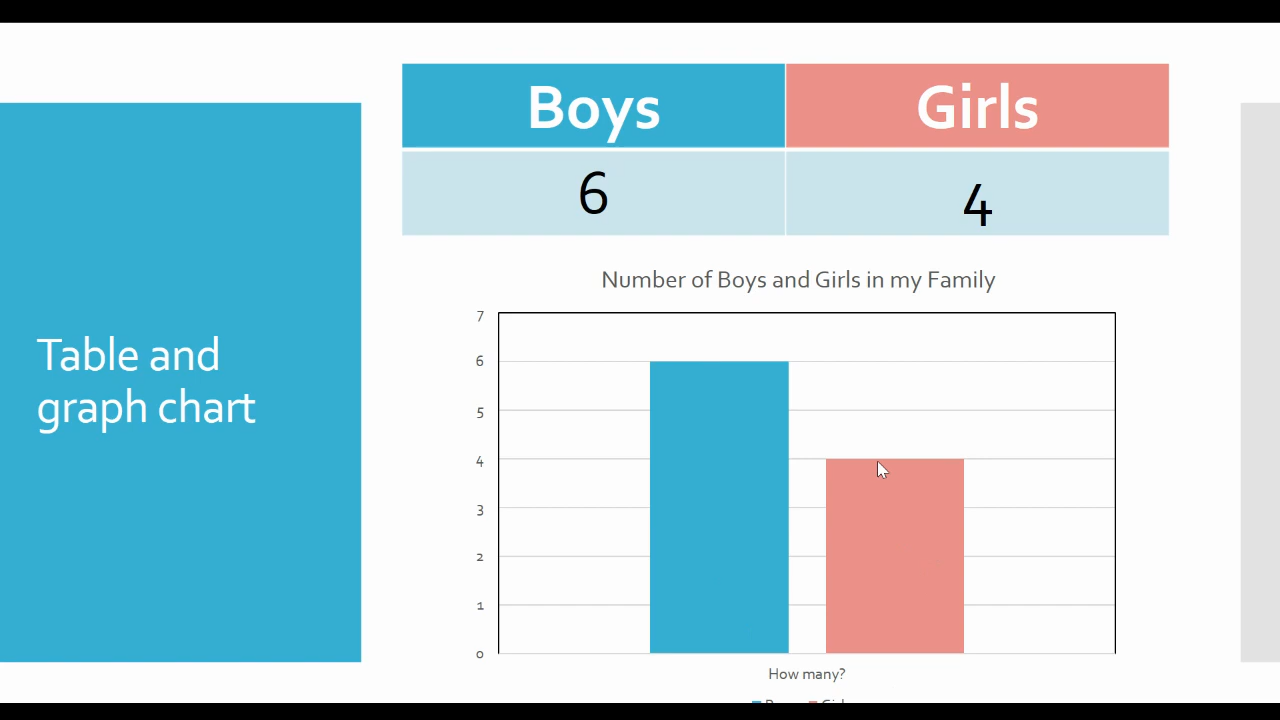 Boys Girls
6 4
Table and
graph chart
Number of Boys and Girls in my Family
7
6
5
4
3
2
1
0
How many?